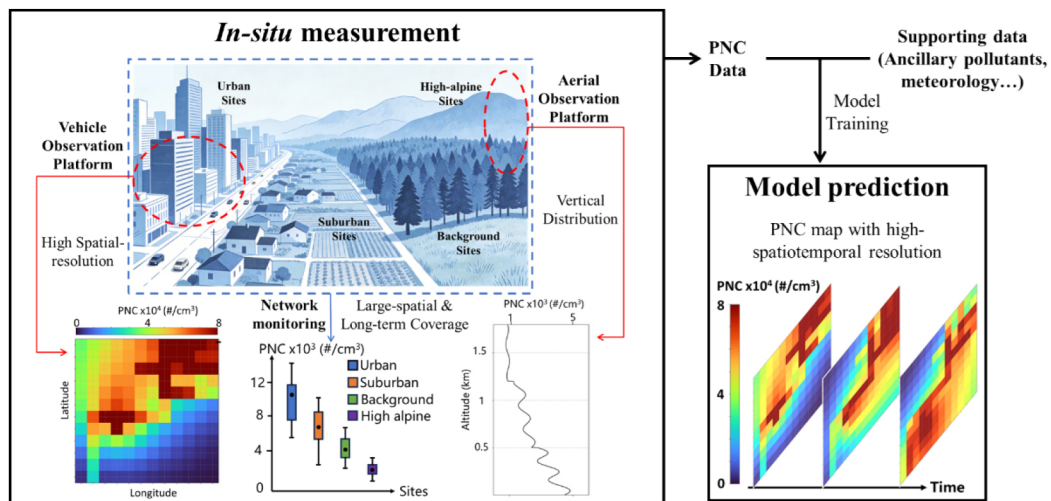 In-situ measurement
Urban
Sites
High-alpine
Sites
Suburban
Sites
Background
Sites
Vehicle
Observation
Platform
High Spatial-
resolution
Aerial
Observation
Platform
Vertical
Distribution
Network
monitoring
Large-spatial &
Long-term Coverage
PNC x10⁴ (#/cm³)
0 4 8
Latitude
Longitude
PNC x10³ (#/cm³)
12
8
4
0
Urban
Suburban
Background
High alpine
Sites
PNC x10³ (#/cm³)
1 5
1.5
1
0.5
Altitude (km)
PNC
Data
Supporting data
(Ancillary pollutants,
meteorology…)
Model
Training
Model prediction
PNC map with high-
spatiotemporal resolution
PNC x10⁴ (#/cm³)
8
4
0
Time